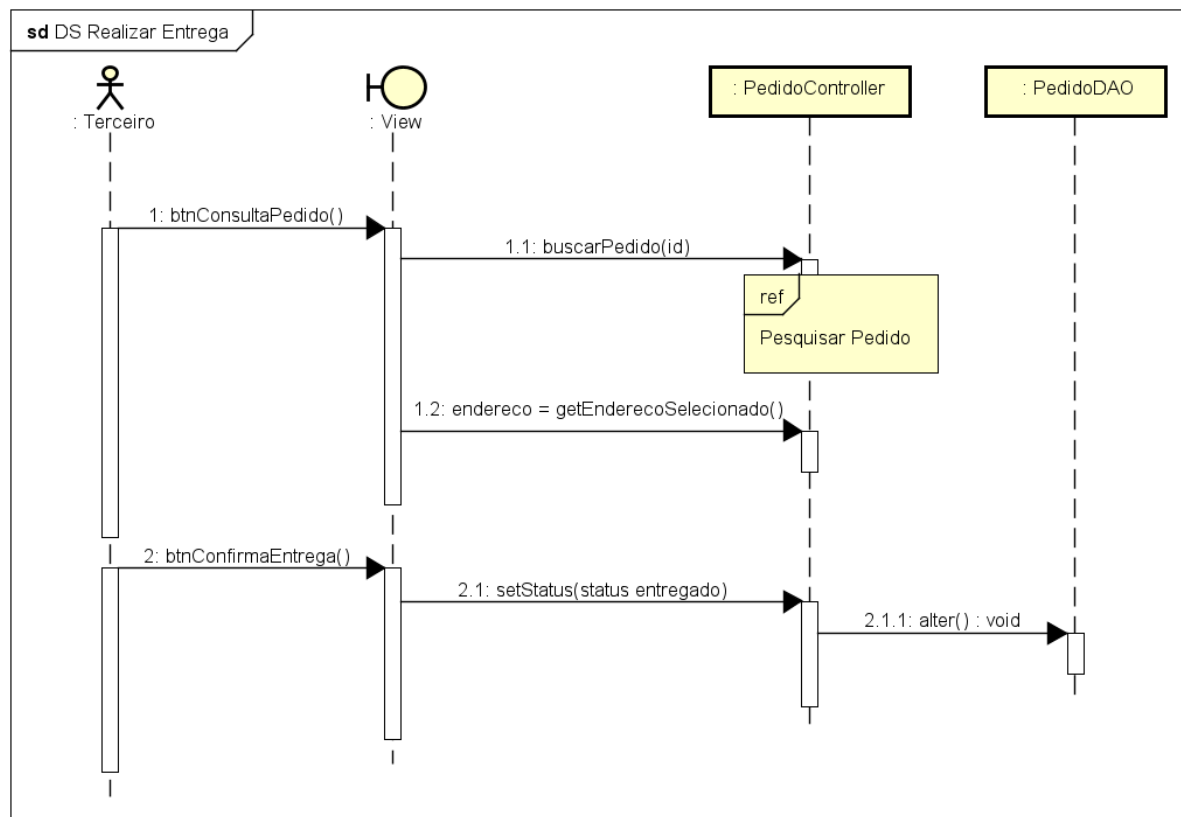 sd DS Realizar Entrega
: Terceiro
: View
: PedidoController
: PedidoDAO
1: btnConsultaPedido()
1.1: buscarPedido(id)
ref
Pesquisar Pedido
1.2: endereco = getEnderecoSelecionado()
2: btnConfirmaEntrega()
2.1: setStatus(status entregado)
2.1.1: alter() : void